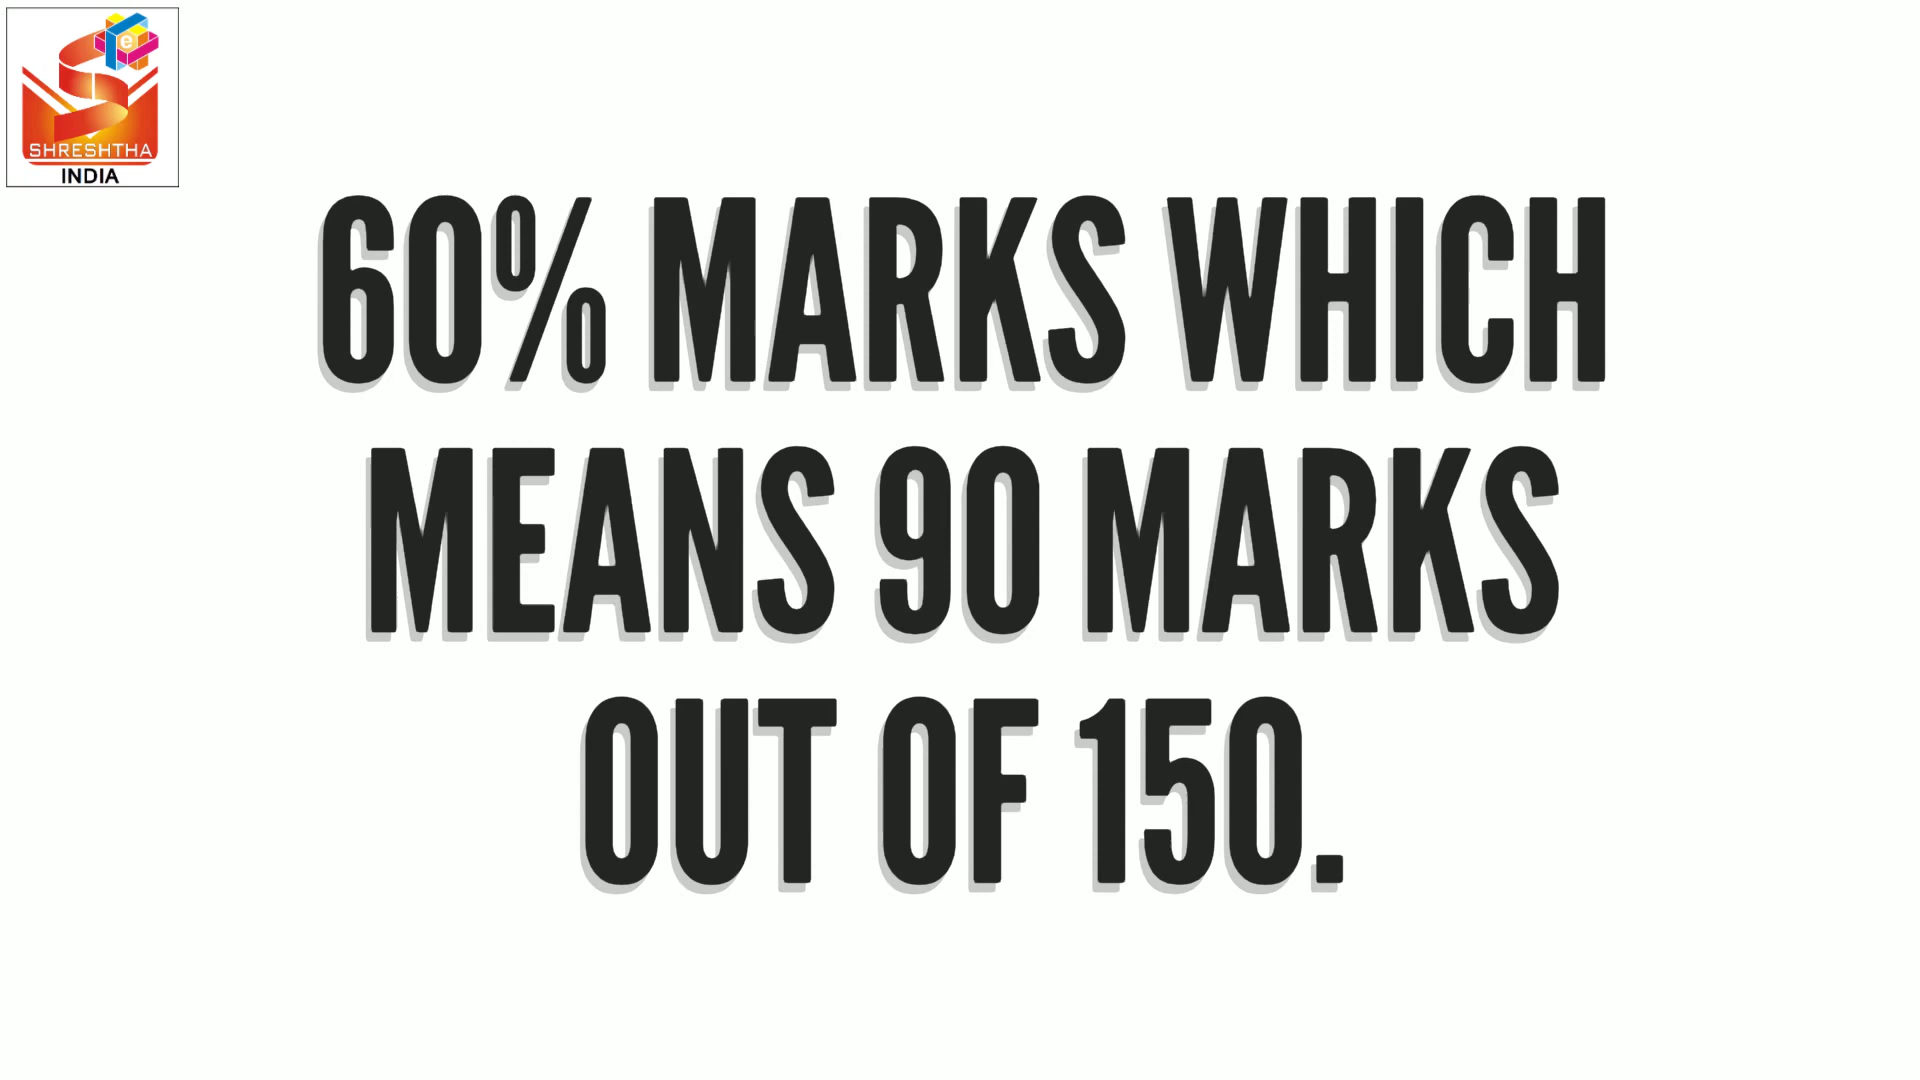 e
SHRESHTHA
INDIA
60% MARKS WHICH
MEANS 90 MARKS
OUT OF 150.